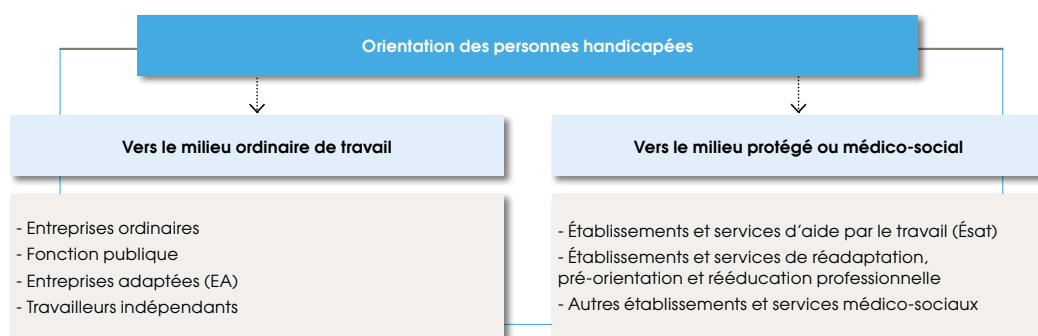 Orientation des personnes handicapées
Vers le milieu ordinaire de travail
- Entreprises ordinaires
- Fonction publique
- Entreprises adaptées (EA)
- Travailleurs indépendants
Vers le milieu protégé ou médico-social
- Établissements et services d’aide par le travail (Ésat)
- Établissements et services de réadaptation,
pré-orientation et rééducation professionnelle
- Autres établissements et services médico-sociaux